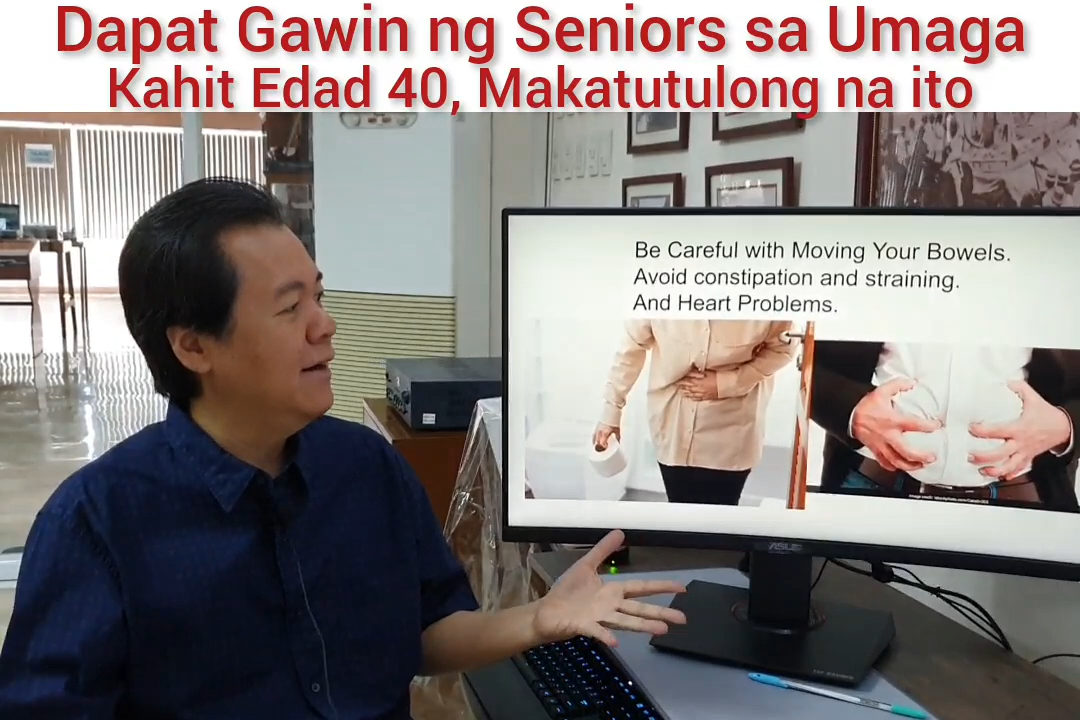 Dapat Gawin ng Seniors sa Umaga
Kahit Edad 40, Makatutulong na ito
Be Careful with Moving Your Bowels.
Avoid constipation and straining.
And Heart Problems.
ASUS